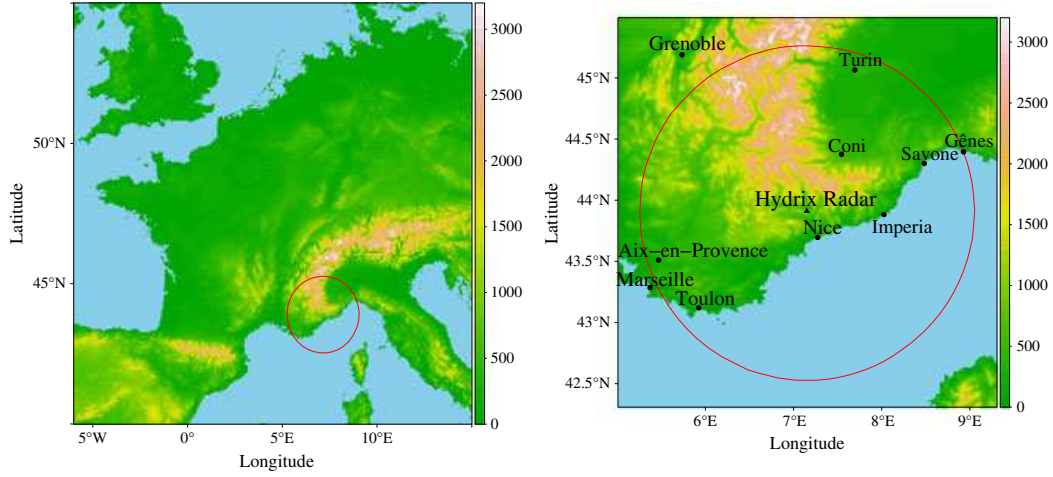 Latitude
50°N
45°N
5°W
0°
5°E
10°E
Longitude
3000
2500
2000
1500
1000
500
0
Latitude
45°N
44.5°N
44°N
43.5°N
43°N
42.5°N
Grenoble
Turin
Coni
Gênes
Savone
Hydrix Radar
Nice
Imperia
Aix−en−Provence
Marseille
Toulon
6°E
7°E
8°E
9°E
Longitude
3000
2500
2000
1500
1000
500
0